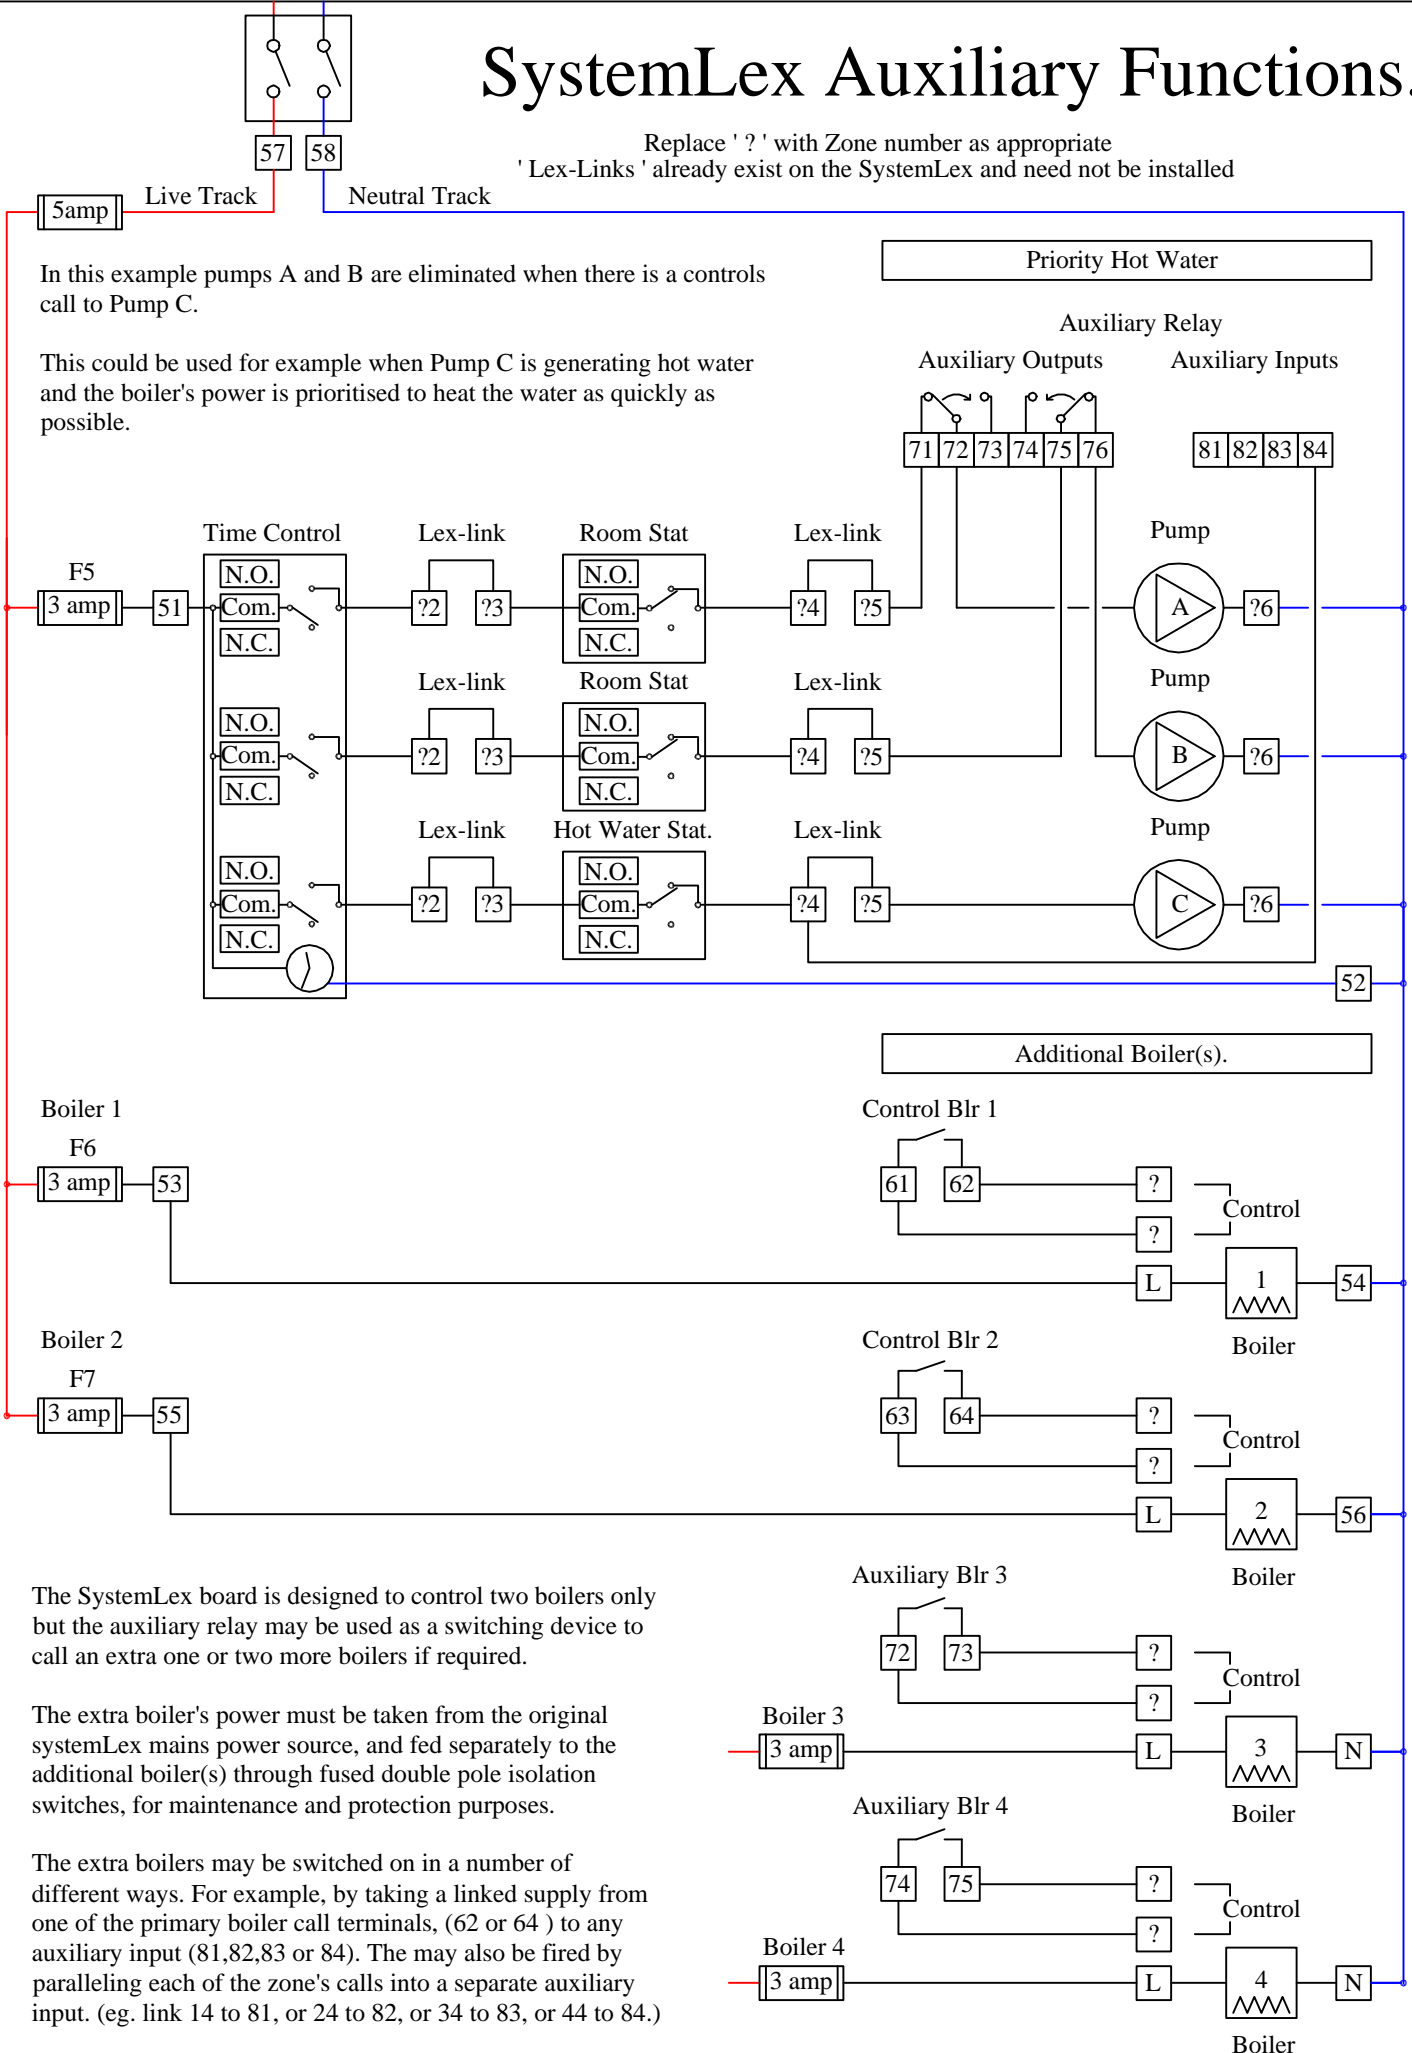 SystemLex Auxiliary Functions.
Replace ' ? ' with Zone number as appropriate
' Lex-Links ' already exist on the SystemLex and need not be installed
57 58
Live Track Neutral Track
5amp
In this example pumps A and B are eliminated when there is a controls
call to Pump C.
This could be used for example when Pump C is generating hot water
and the boiler's power is prioritised to heat the water as quickly as
possible.
Priority Hot Water
Auxiliary Relay
Auxiliary Outputs Auxiliary Inputs
71 72 73 74 75 76 81 82 83 84
Time Control Lex-link Room Stat Lex-link Pump
F5
N.O. N.O.
3 amp 51 Com. ?2 ?3 Com. ?4 ?5 A ?6
N.C. N.C.
Lex-link Room Stat Lex-link Pump
N.O. N.O.
Com. ?2 ?3 Com. ?4 ?5 B ?6
N.C. N.C.
Lex-link Hot Water Stat. Lex-link Pump
N.O. N.O.
Com. ?2 ?3 Com. ?4 ?5 C ?6
N.C. N.C.
52
Additional Boiler(s).
Boiler 1 Control Blr 1
F6
3 amp 53 61 62 ?
Control
?
L 1 54
Boiler
Boiler 2 Control Blr 2
F7
3 amp 55 63 64 ?
Control
?
L 2 56
Boiler
The SystemLex board is designed to control two boilers only
but the auxiliary relay may be used as a switching device to
call an extra one or two more boilers if required.
The extra boiler's power must be taken from the original
systemLex mains power source, and fed separately to the
additional boiler(s) through fused double pole isolation
switches, for maintenance and protection purposes.
The extra boilers may be switched on in a number of
different ways. For example, by taking a linked supply from
one of the primary boiler call terminals, (62 or 64 ) to any
auxiliary input (81,82,83 or 84). The may also be fired by
paralleling each of the zone's calls into a separate auxiliary
input. (eg. link 14 to 81, or 24 to 82, or 34 to 83, or 44 to 84.)
Auxiliary Blr 3
72 73 ?
Control
?
Boiler 3
3 amp L 3 N
Boiler
Auxiliary Blr 4
74 75 ?
Control
?
Boiler 4
3 amp L 4 N
Boiler